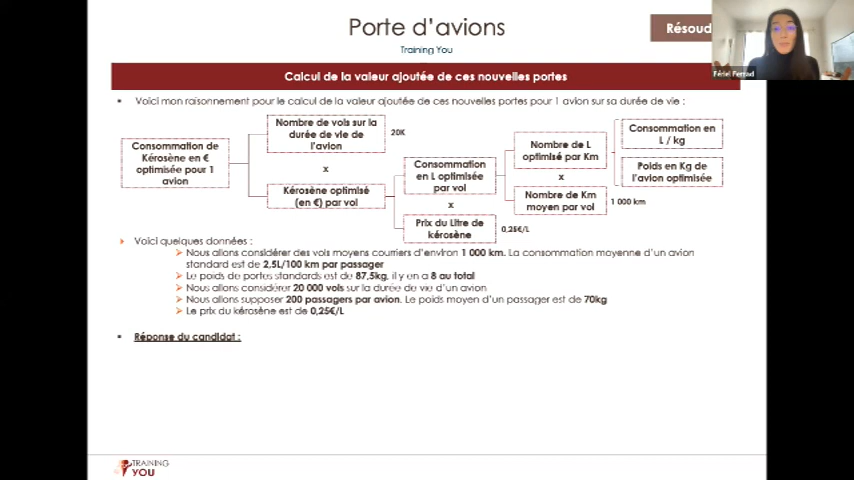 Porte d'avions
Training You
Résoud
Fériel Ferrad
Calcul de la valeur ajoutée de ces nouvelles portes
Voici mon raisonnement pour le calcul de la valeur ajoutée de ces nouvelles portes pour 1 avion sur sa durée de vie :
Consommation de
Kérosène en €
optimisée pour 1
avion
Nombre de vols sur la
durée de vie de
l'avion
20K
x
Kérosène optimisé
(en €) par vol
Consommation
en L optimisée
par vol
x
Prix du Litre de
kérosène
0,25€/L
Nombre de L
optimisé par Km
x
Nombre de Km
moyen par vol
1 000 km
Consommation en
L / kg
Poids en Kg de
l'avion optimisée
Voici quelques données :
Nous allons considérer des vols moyens courriers d'environ 1 000 km. La consommation moyenne d'un avion
standard est de 2,5L/100 km par passager
Le poids de portes standards est de 87,5kg, il y en a 8 au total
Nous allons considérer 20 000 vols sur la durée de vie d'un avion
Nous allons supposer 200 passagers par avion. Le poids moyen d'un passager est de 70kg
Le prix du kérosène est de 0,25€/L
Réponse du candidat :
TRAINING
YOU